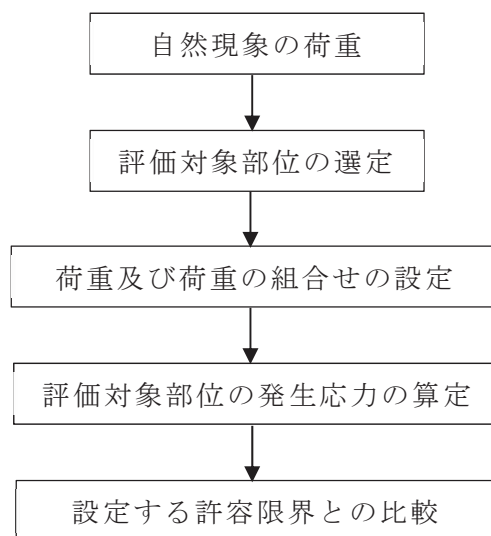 自然現象の荷重
評価対象部位の選定
荷重及び荷重の組合せの設定
評価対象部位の発生応力の算定
設定する許容限界との比較